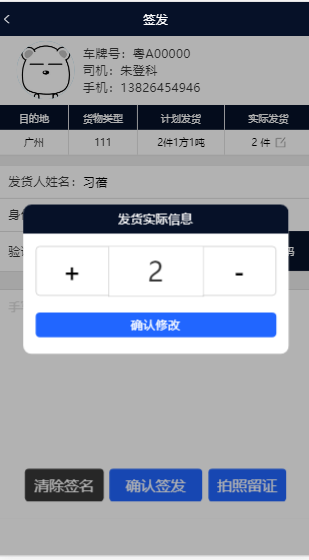 签发
车牌号：粤A00000
司机：朱登科
手机：13826454946
目的地 货物类型 计划发货 实际发货
广州 111 2件1方1吨 2 件
发货人姓名：习蓓
身
发货实际信息
验
码
+ 2 -
手
确认修改
清除签名 确认签发 拍照留证